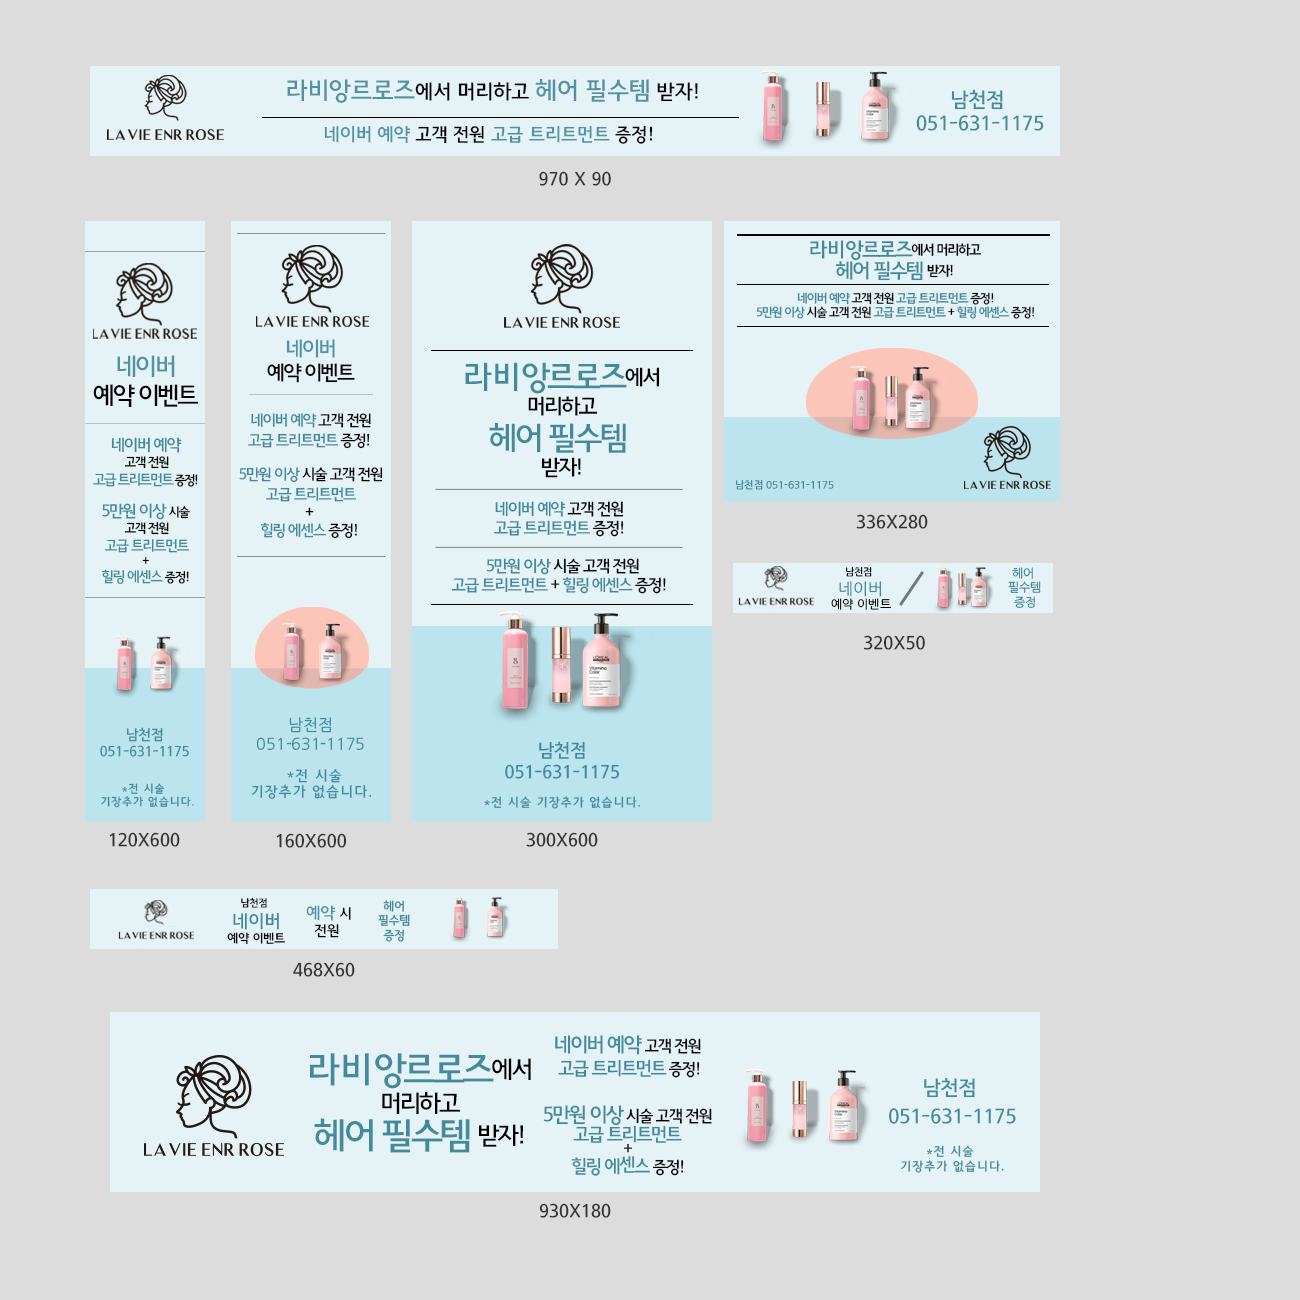 LA VIE ENR ROSE
라비앙르로즈에서 머리하고 헤어 필수템 받자!
네이버 예약 고객 전원 고급 트리트먼트 증정!
남천점
051-631-1175
970 X 90
LA VIE ENR ROSE
네이버
예약 이벤트
네이버 예약
고객 전원
고급 트리트먼트 증정!
5만원 이상 시술
고객 전원
고급 트리트먼트
+
힐링 에센스 증정!
남천점
051-631-1175
*전 시술
기장추가 없습니다.
120X600
LA VIE ENR ROSE
네이버
예약 이벤트
네이버 예약 고객 전원
고급 트리트먼트 증정!
5만원 이상 시술 고객 전원
고급 트리트먼트
+
힐링 에센스 증정!
남천점
051-631-1175
*전 시술
기장추가 없습니다.
160X600
LA VIE ENR ROSE
라비앙르로즈에서
머리하고
헤어 필수템
받자!
네이버 예약 고객 전원
고급 트리트먼트 증정!
5만원 이상 시술 고객 전원
고급 트리트먼트 + 힐링 에센스 증정!
Vitamino
Color
남천점
051-631-1175
*전 시술 기장추가 없습니다.
300X600
라비앙르로즈에서 머리하고
헤어 필수템 받자!
네이버 예약 고객 전원 고급 트리트먼트 증정!
5만원 이상 시술 고객 전원 고급 트리트먼트 + 힐링 에센스 증정!
남천점 051-631-1175
LA VIE ENR ROSE
336X280
LA VIE ENR ROSE
남천점
네이버
예약 이벤트
헤어
필수템
증정
320X50
LA VIE ENR ROSE
남천점
네이버
예약 이벤트
예약 시
전원
헤어
필수템
증정
468X60
LA VIE ENR ROSE
라비앙르로즈에서
머리하고
헤어 필수템 받자!
네이버 예약 고객 전원
고급 트리트먼트 증정!
5만원 이상 시술 고객 전원
고급 트리트먼트
+
힐링 에센스 증정!
남천점
051-631-1175
*전 시술
기장추가 없습니다.
930X180